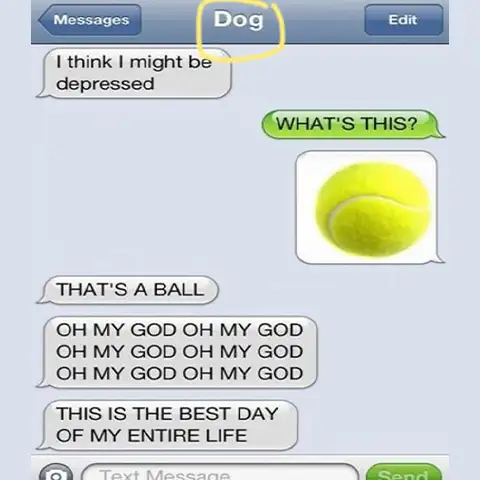 Messages
Dog
Edit
I think I might be
depressed
WHAT'S THIS?
THAT'S A BALL
OH MY GOD OH MY GOD
OH MY GOD OH MY GOD
OH MY GOD OH MY GOD
THIS IS THE BEST DAY
OF MY ENTIRE LIFE
Text Message
Send